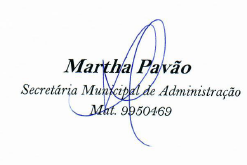 Martha Pavão
Secretária Municipal de Administração
Mat. 9950469